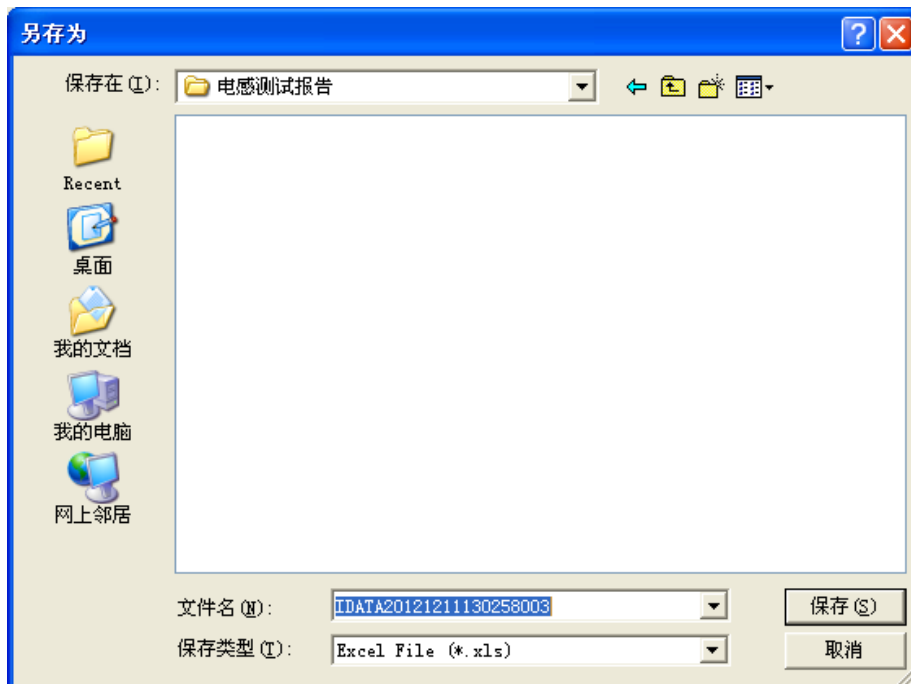 另存为
保存在(I):
电感测试报告
Recent
桌面
我的文档
我的电脑
网上邻居
文件名(N):
IDATA20121211130258003
保存(S)
保存类型(T):
Excel File (*.xls)
取消